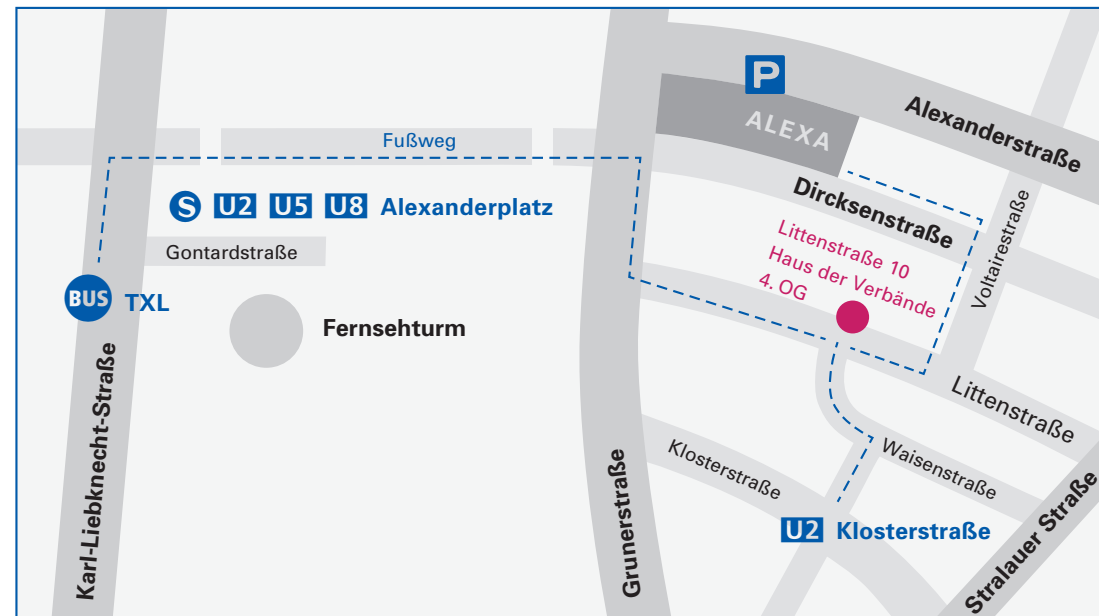 P
ALEXA
Alexanderstraße
Fußweg
S U2 U5 U8 Alexanderplatz
Dircksenstraße
Voltairestraße
Gontardstraße
Littenstraße 10
Haus der Verbände
4. OG
BUS TXL
Fernsehturm
Karl-Liebknecht-Straße
Grunerstraße
Littenstraße
Klosterstraße
Waisenstraße
U2 Klosterstraße
Stralauer Straße